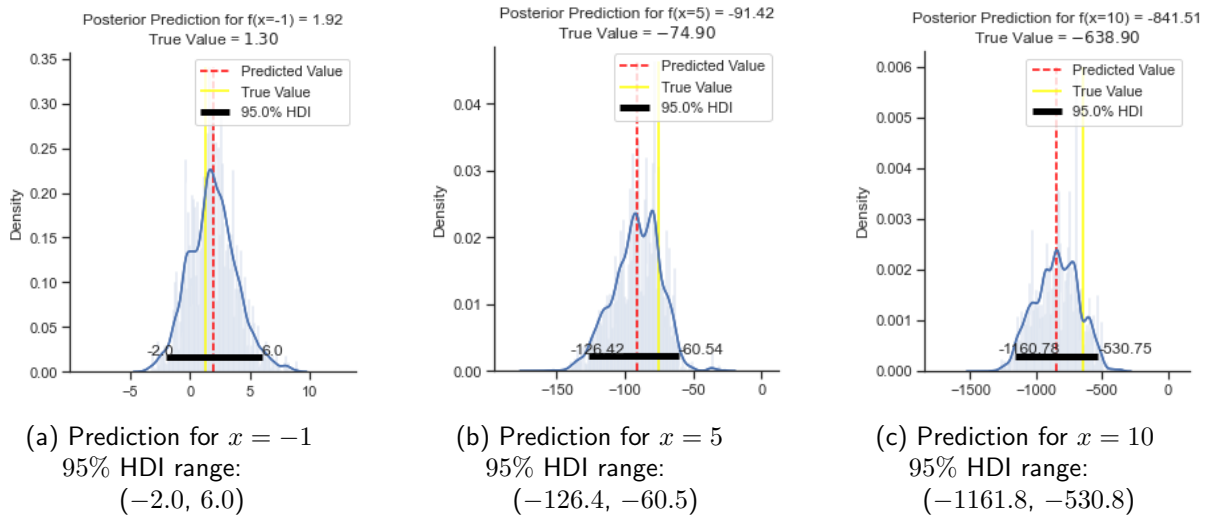 Posterior Prediction for f(x=-1) = 1.92
True Value = 1.30
0.35
0.30
0.25
0.20
0.15
0.10
0.05
0.00
Density
Predicted Value
True Value
95.0% HDI
-2.0
6.0
−5
0
5
10
(a) Prediction for x = −1
95% HDI range:
(−2.0, 6.0)
Posterior Prediction for f(x=5) = -91.42
True Value = −74.90
0.04
0.03
0.02
0.01
0.00
Density
Predicted Value
True Value
95.0% HDI
-126.42
-60.54
−150
−100
−50
0
(b) Prediction for x = 5
95% HDI range:
(−126.4, −60.5)
Posterior Prediction for f(x=10) = -841.51
True Value = −638.90
0.006
0.005
0.004
0.003
0.002
0.001
0.000
Density
Predicted Value
True Value
95.0% HDI
-1160.78
-530.75
−1500
−1000
−500
0
(c) Prediction for x = 10
95% HDI range:
(−1161.8, −530.8)